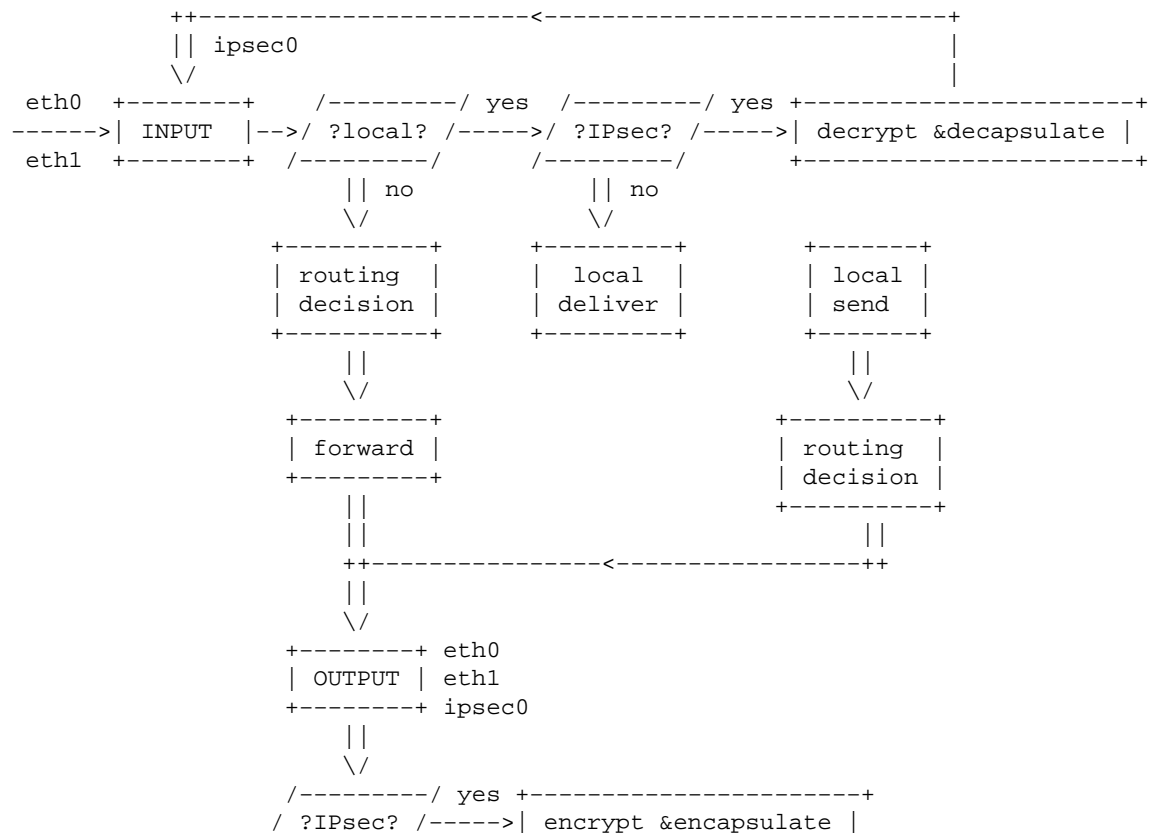 ++-----------------------<----------------------------+
|| ipsec0 |
\/ |
eth0 +--------+ /---------/ yes /---------/ yes +-----------------------+
------>| INPUT |-->/ ?local? /----->/ ?IPsec? /----->| decrypt &decapsulate |
eth1 +--------+ /---------/ /---------/ +-----------------------+
|| no || no
\/ \/
+----------+ +---------+ +-------+
| routing | | local | | local |
| decision | | deliver | | send |
+----------+ +---------+ +-------+
|| ||
\/ \/
+---------+ +----------+
| forward | | routing |
+---------+ | decision |
|| +----------+
|| ||
++----------------<-----------------++
||
\/
+--------+ eth0
| OUTPUT | eth1
+--------+ ipsec0
||
\/
/---------/ yes +-----------------------+
/ ?IPsec? /----->| encrypt &encapsulate |